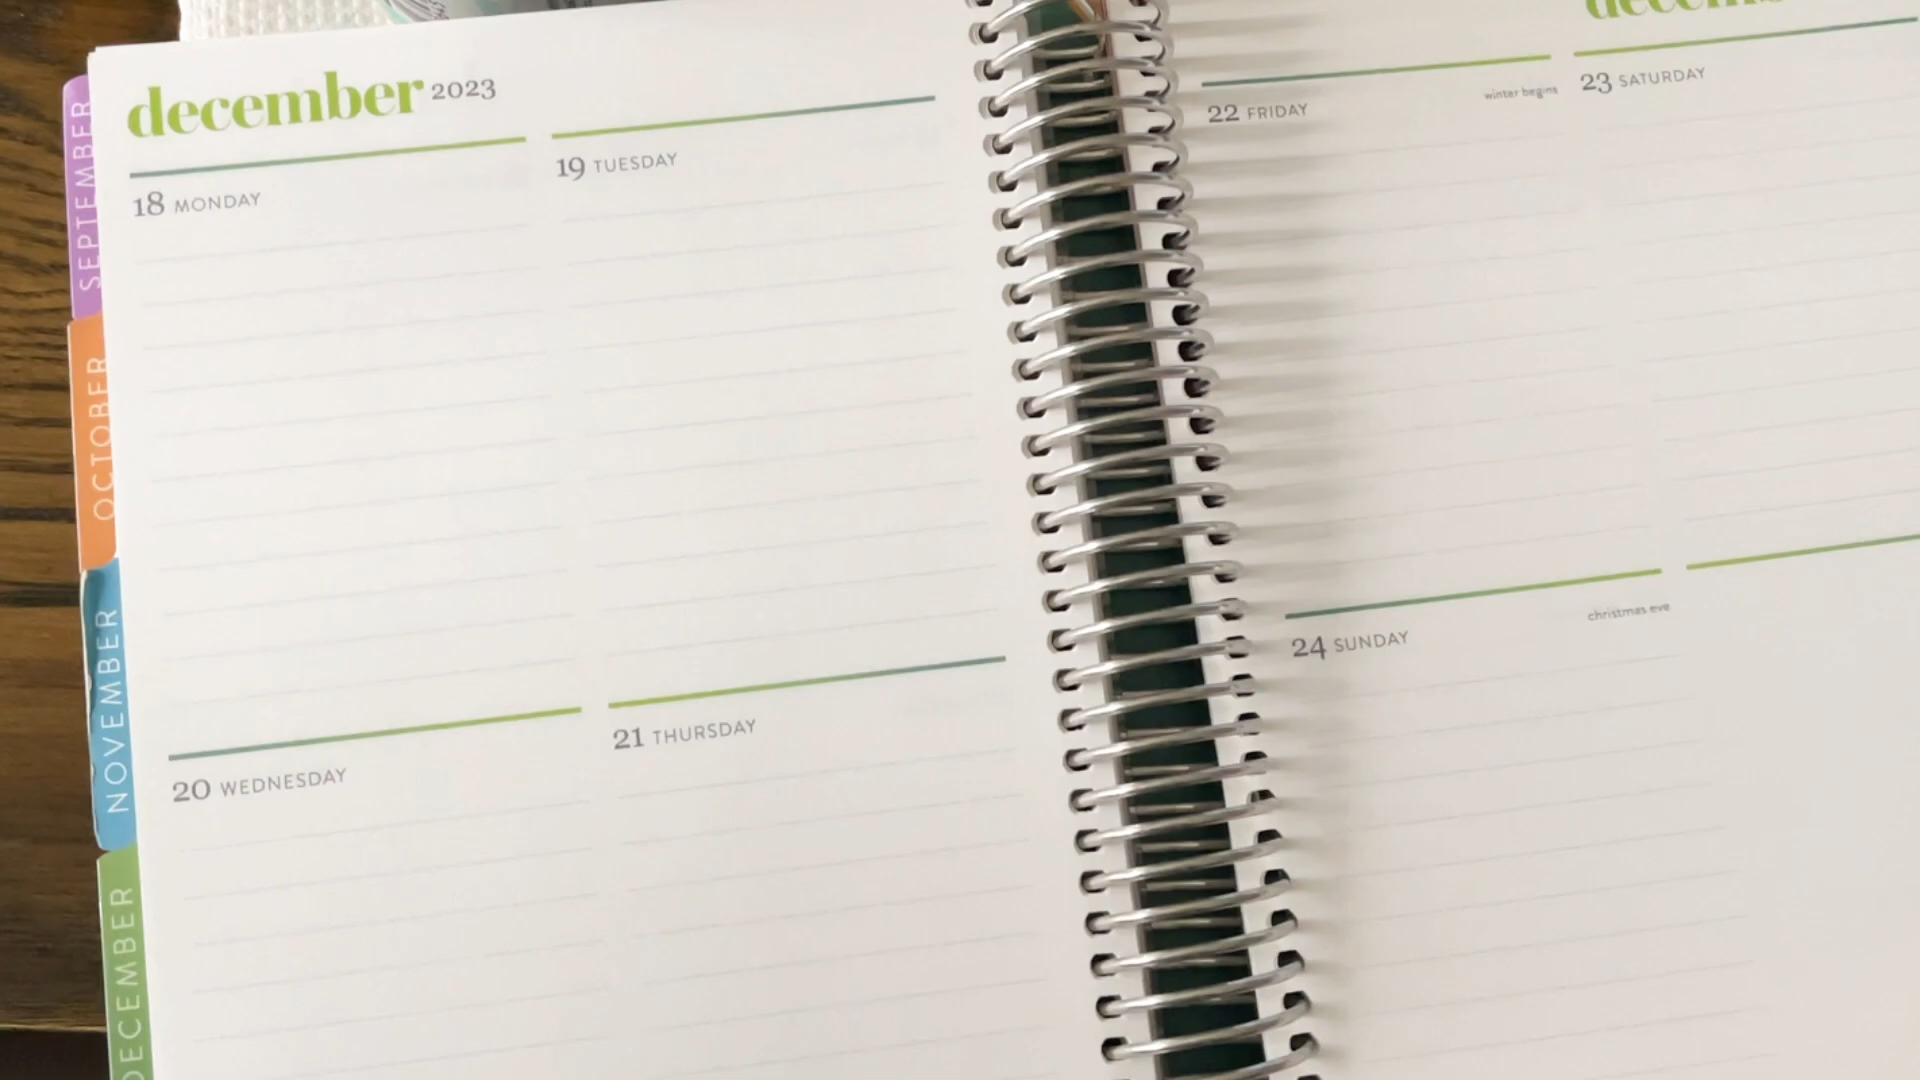 december 2023
18 MONDAY
19 TUESDAY
20 WEDNESDAY
21 THURSDAY
december
22 FRIDAY
winter begins
23 SATURDAY
24 SUNDAY
christmas eve
SEPTEMBER
OCTOBER
NOVEMBER
DECEMBER